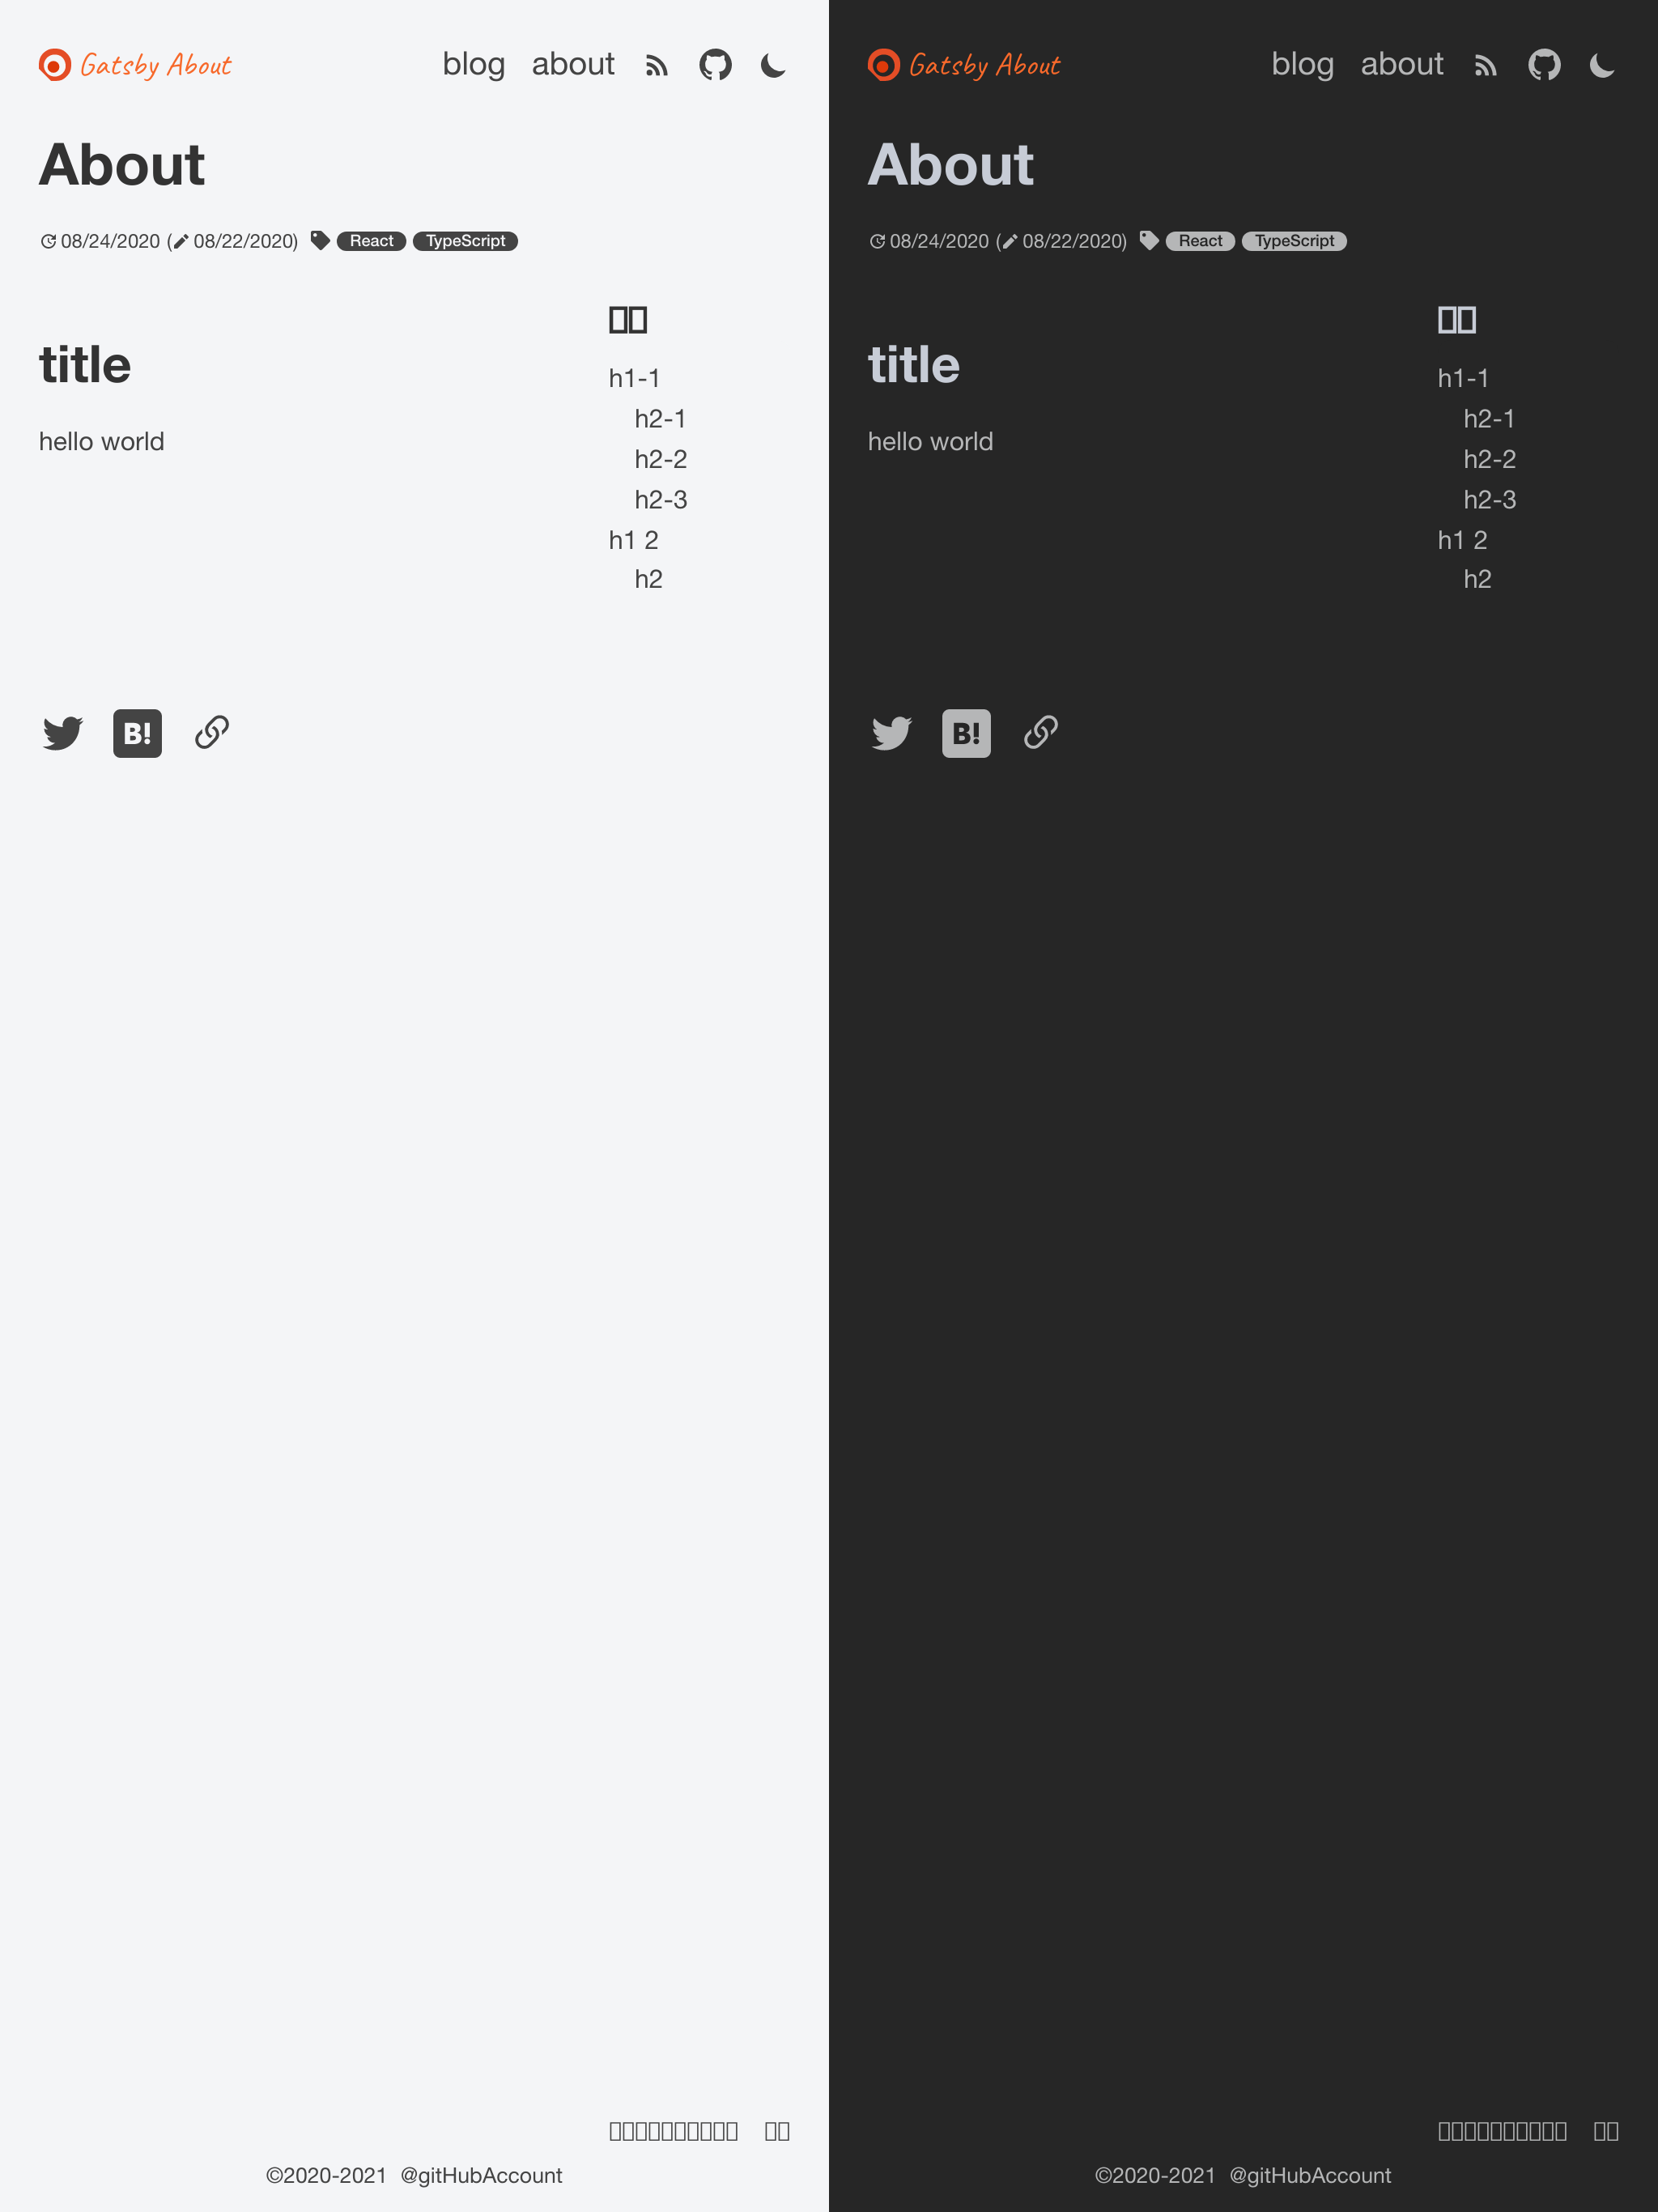 Gatsby About blog about
About
08/24/2020 (08/22/2020) React TypeScript
title
hello world
h1-1
h2-1
h2-2
h2-3
h1 2
h2
B!
©2020-2021 @gitHubAccount
Gatsby About blog about
About
08/24/2020 (08/22/2020) React TypeScript
title
hello world
h1-1
h2-1
h2-2
h2-3
h1 2
h2
B!
©2020-2021 @gitHubAccount